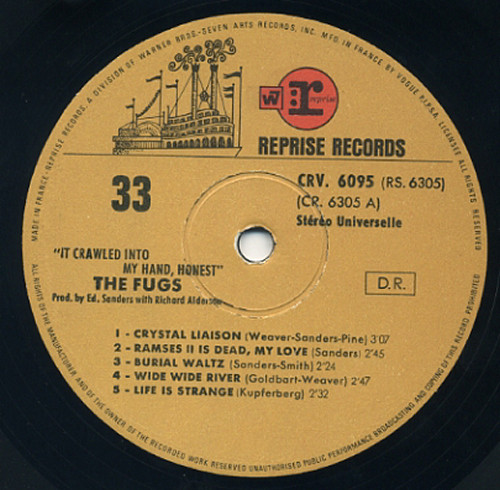 MADE IN FRANCE · REPRISE RECORDS, A DIVISION OF WARNER BROS.-SEVEN ARTS RECORDS, INC. MFG. IN FRANCE BY VOGUE P.I.P.S.A. LICENSEE
ALL RIGHTS OF THE MANUFACTURER, AND OF THE OWNER OF THE RECORDED WORK RESERVED UNAUTHORISED PUBLIC PERFORMANCE BROADCASTING AND COPYING OF THIS RECORD PROHIBITED
W7
r
reprise
REPRISE RECORDS
33
CRV. 6095 (RS. 6305)
(CR. 6305 A)
Stéréo Universelle
"IT CRAWLED INTO
MY HAND, HONEST"
THE FUGS
Prod. by Ed. Sanders with Richard Alderson
D.R.
1 - CRYSTAL LIAISON (Weaver-Sanders-Pine) 3'07
2 - RAMSES II IS DEAD, MY LOVE (Sanders) 2'45
3 - BURIAL WALTZ (Sanders-Smith) 2'24
4 - WIDE WIDE RIVER (Goldbart-Weaver) 2'47
5 - LIFE IS STRANGE (Kupferberg) 2'32